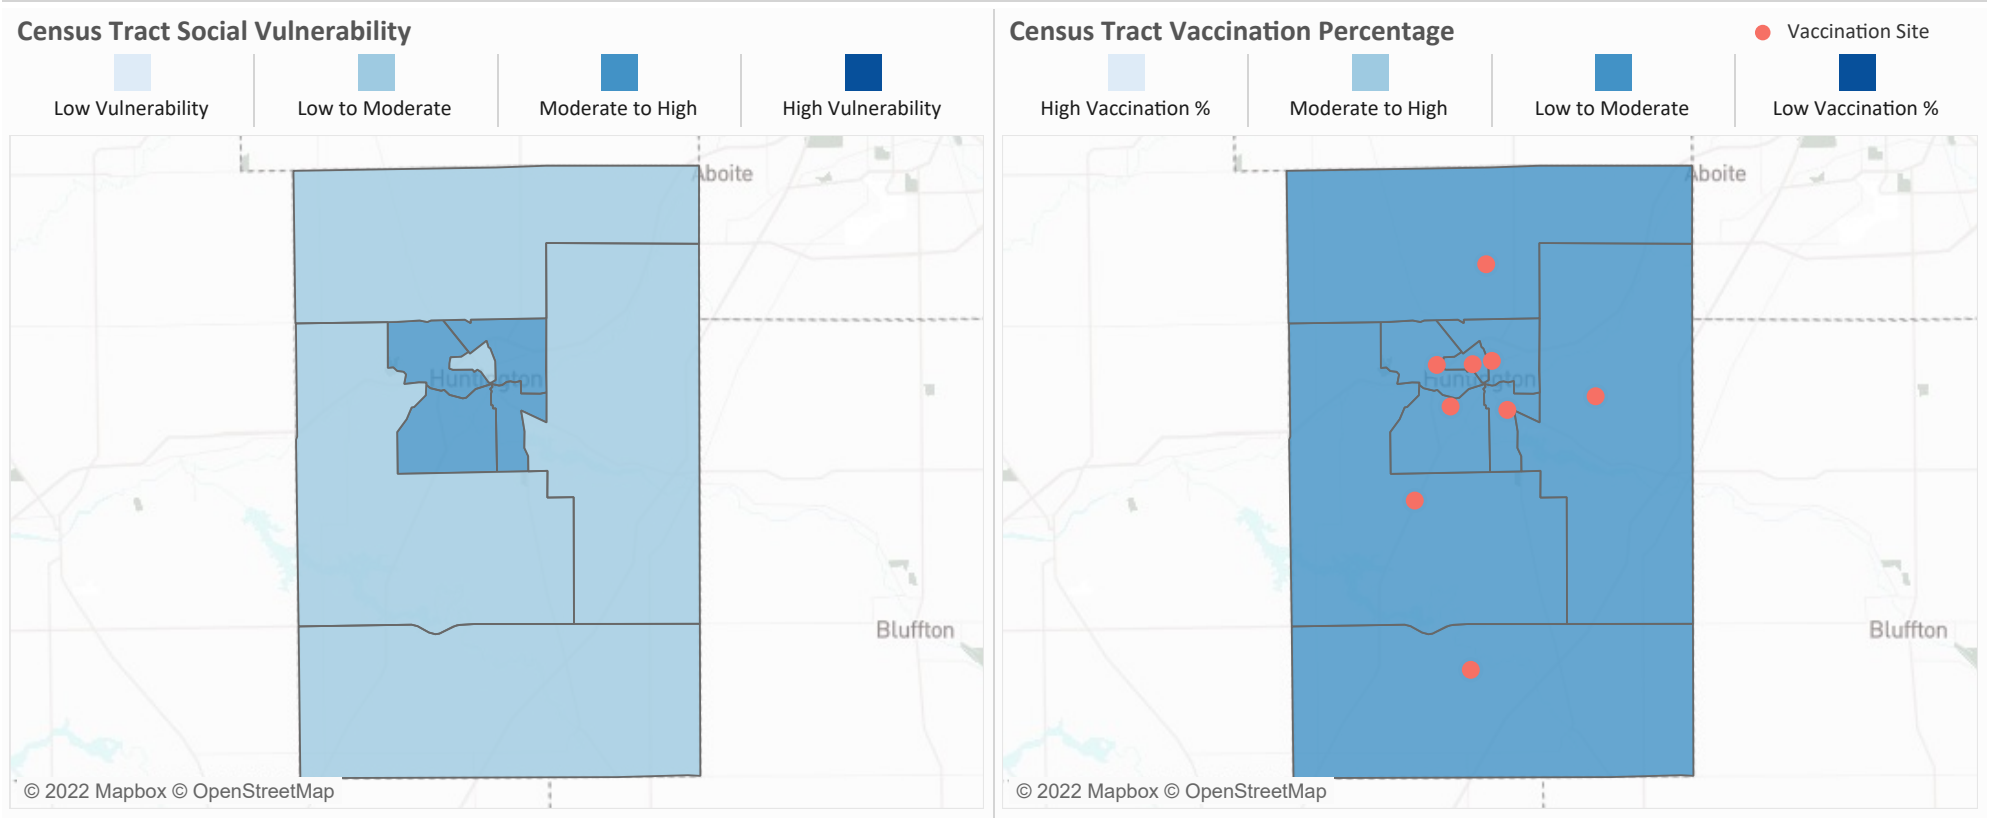 Census Tract Social Vulnerability
Low Vulnerability
Low to Moderate
Moderate to High
High Vulnerability
Aboite
Huntington
Bluffton
© 2022 Mapbox © OpenStreetMap
Census Tract Vaccination Percentage
Vaccination Site
High Vaccination %
Moderate to High
Low to Moderate
Low Vaccination %
Aboite
Huntington
Bluffton
© 2022 Mapbox © OpenStreetMap